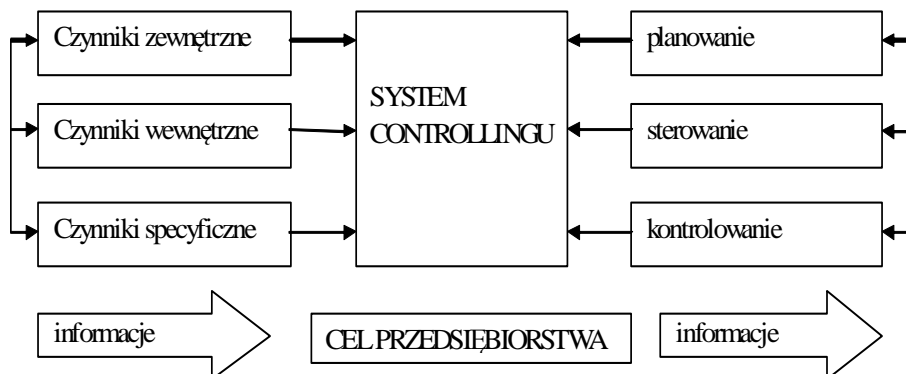 Czynniki zewnętrzne
planowanie
SYSTEM
CONTROLLINGU
Czynniki wewnętrzne
sterowanie
Czynniki specyficzne
kontrolowanie
informacje
CEL PRZEDSIĘBIORSTWA
informacje